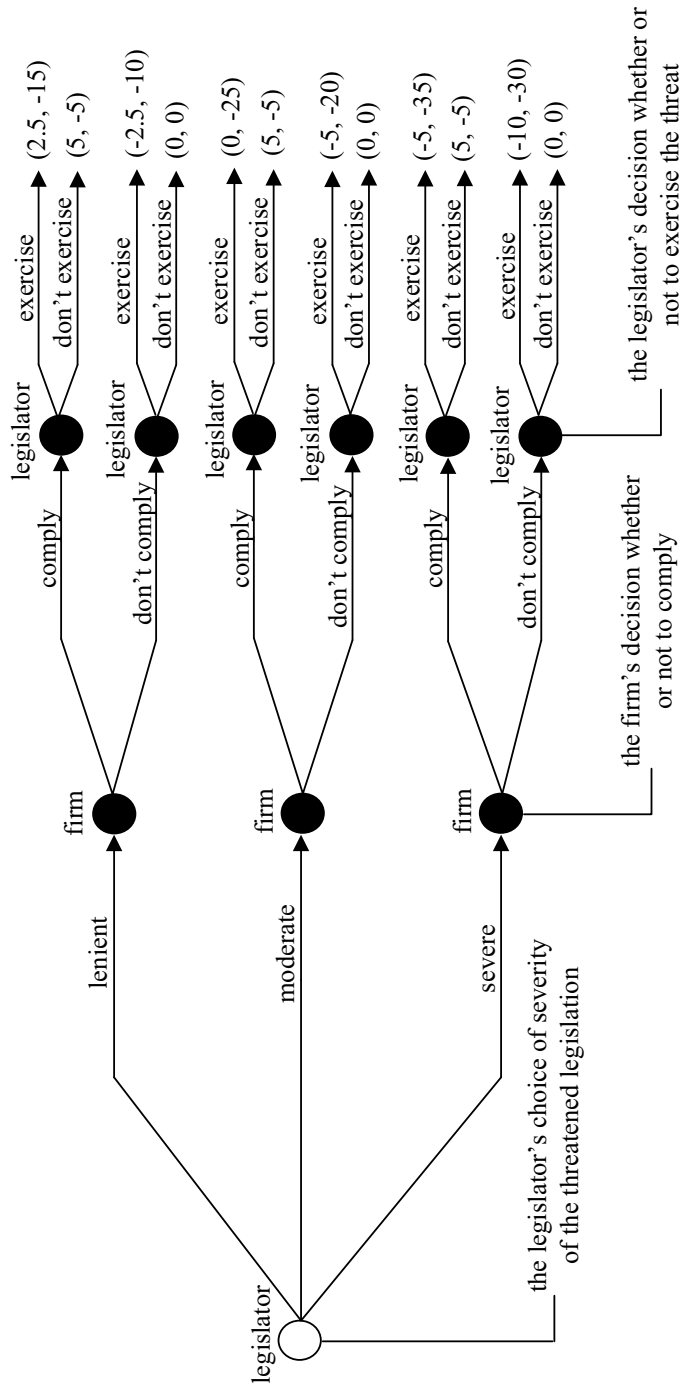 legislator
the legislator's choice of severity
of the threatened legislation
lenient
moderate
severe
firm
firm
firm
the firm's decision whether
or not to comply
comply
don't comply
comply
don't comply
comply
don't comply
legislator
legislator
legislator
legislator
legislator
legislator
the legislator's decision whether or
not to exercise the threat
exercise
don't exercise
exercise
don't exercise
exercise
don't exercise
exercise
don't exercise
exercise
don't exercise
exercise
don't exercise
(2.5, -15)
(5, -5)
(-2.5, -10)
(0, 0)
(0, -25)
(5, -5)
(-5, -20)
(0, 0)
(-5, -35)
(5, -5)
(-10, -30)
(0, 0)